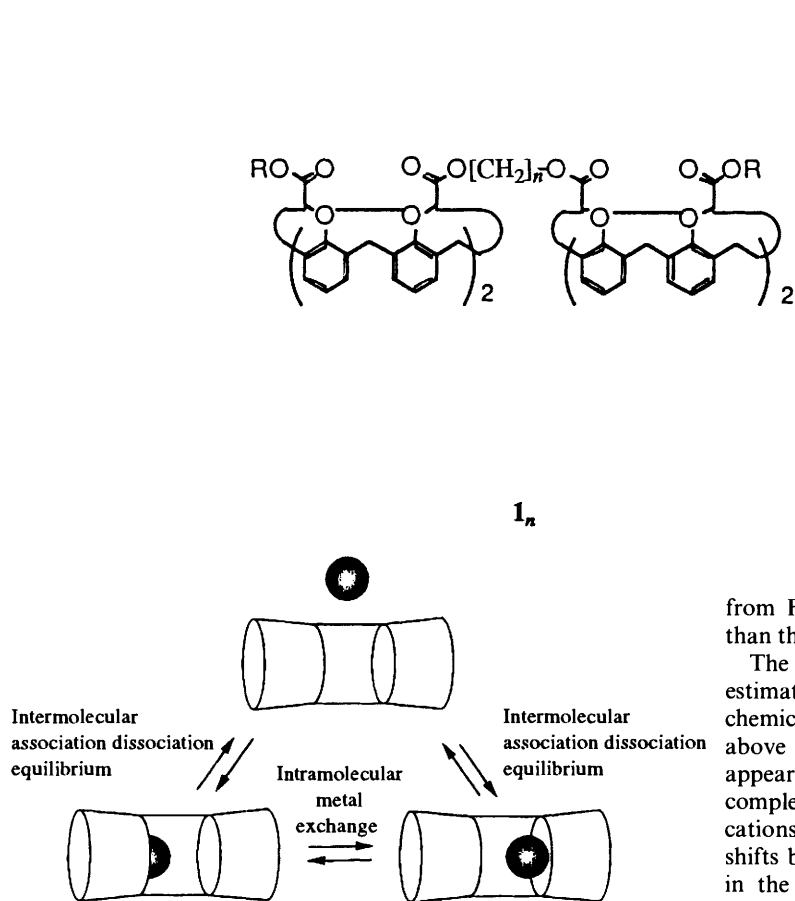 RO O O O[CH₂]ₙ-O O O OR
O O O O
2 2
1ₙ
Intermolecular
association dissociation
equilibrium
Intramolecular
metal
exchange
Intermolecular
association dissociation
equilibrium
from
than th
The
estimat
chemic
above
appear
comple
cations
shifts b
in the